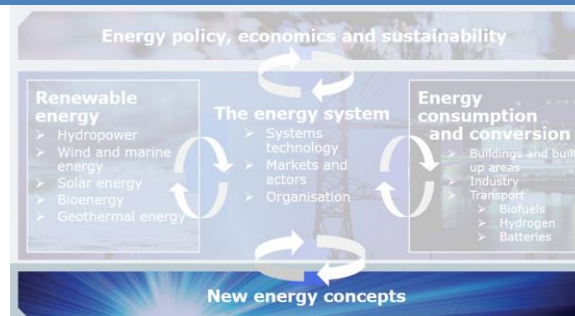 Energy policy, economics and sustainability
Renewable
energy
Hydropower
Wind and marine
energy
Solar energy
Bioenergy
Geothermal energy
The energy system
Systems
technology
Markets and
actors
Organisation
Energy
consumption
and conversion
Buildings and built
up areas
Industry
Transport
Biofuels
Hydrogen
Batteries
New energy concepts